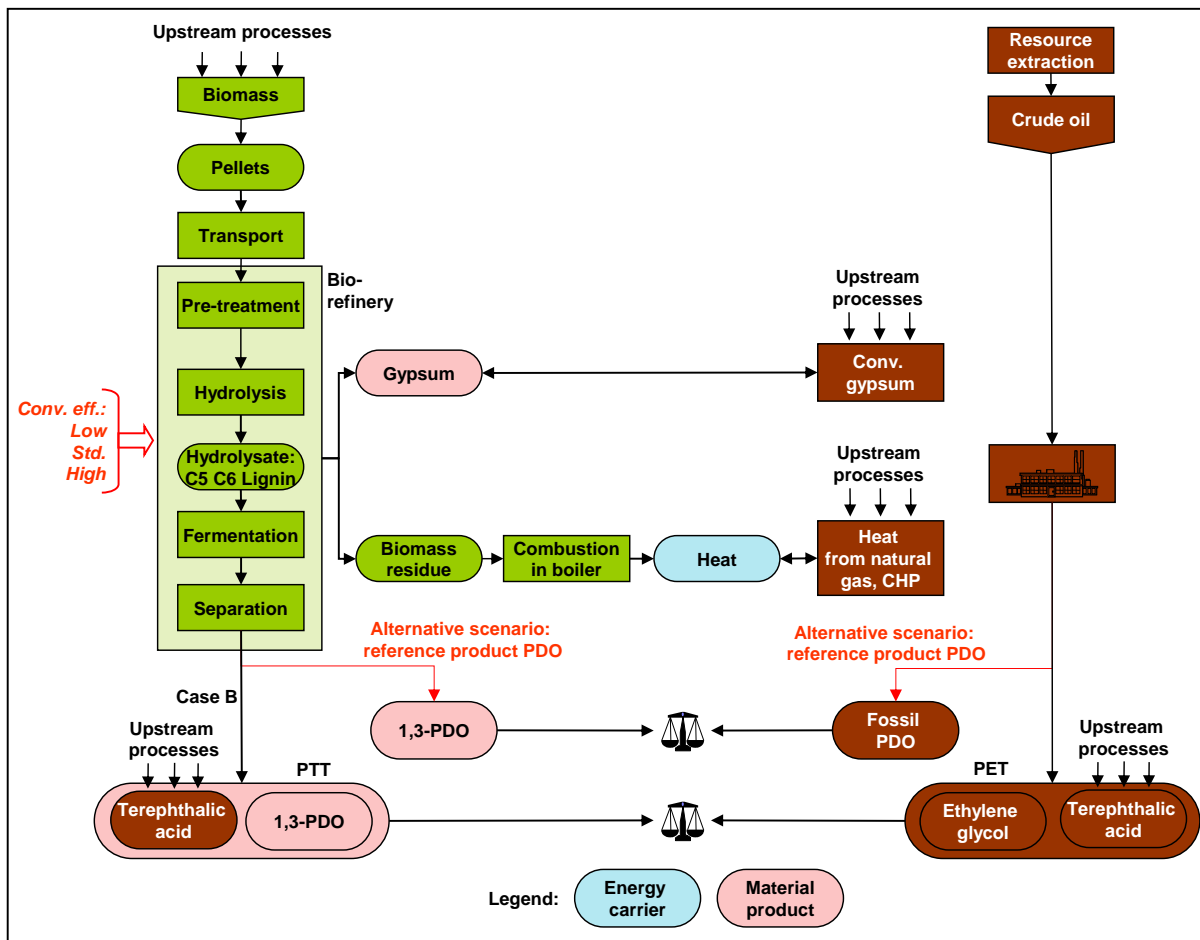 Upstream processes
Biomass
Pellets
Transport
Bio-
refinery
Pre-treatment
Hydrolysis
Hydrolysate:
C5 C6 Lignin
Fermentation
Separation
Conv. eff.:
Low
Std.
High
Gypsum
Upstream
processes
Conv.
gypsum
Biomass
residue
Combustion
in boiler
Heat
Upstream
processes
Heat
from natural
gas, CHP
Resource
extraction
Crude oil
Alternative scenario:
reference product PDO
Alternative scenario:
reference product PDO
Case B
1,3-PDO
Fossil
PDO
Upstream
processes
PTT
Terephthalic
acid
1,3-PDO
Upstream
processes
PET
Ethylene
glycol
Terephthalic
acid
Legend:
Energy
carrier
Material
product